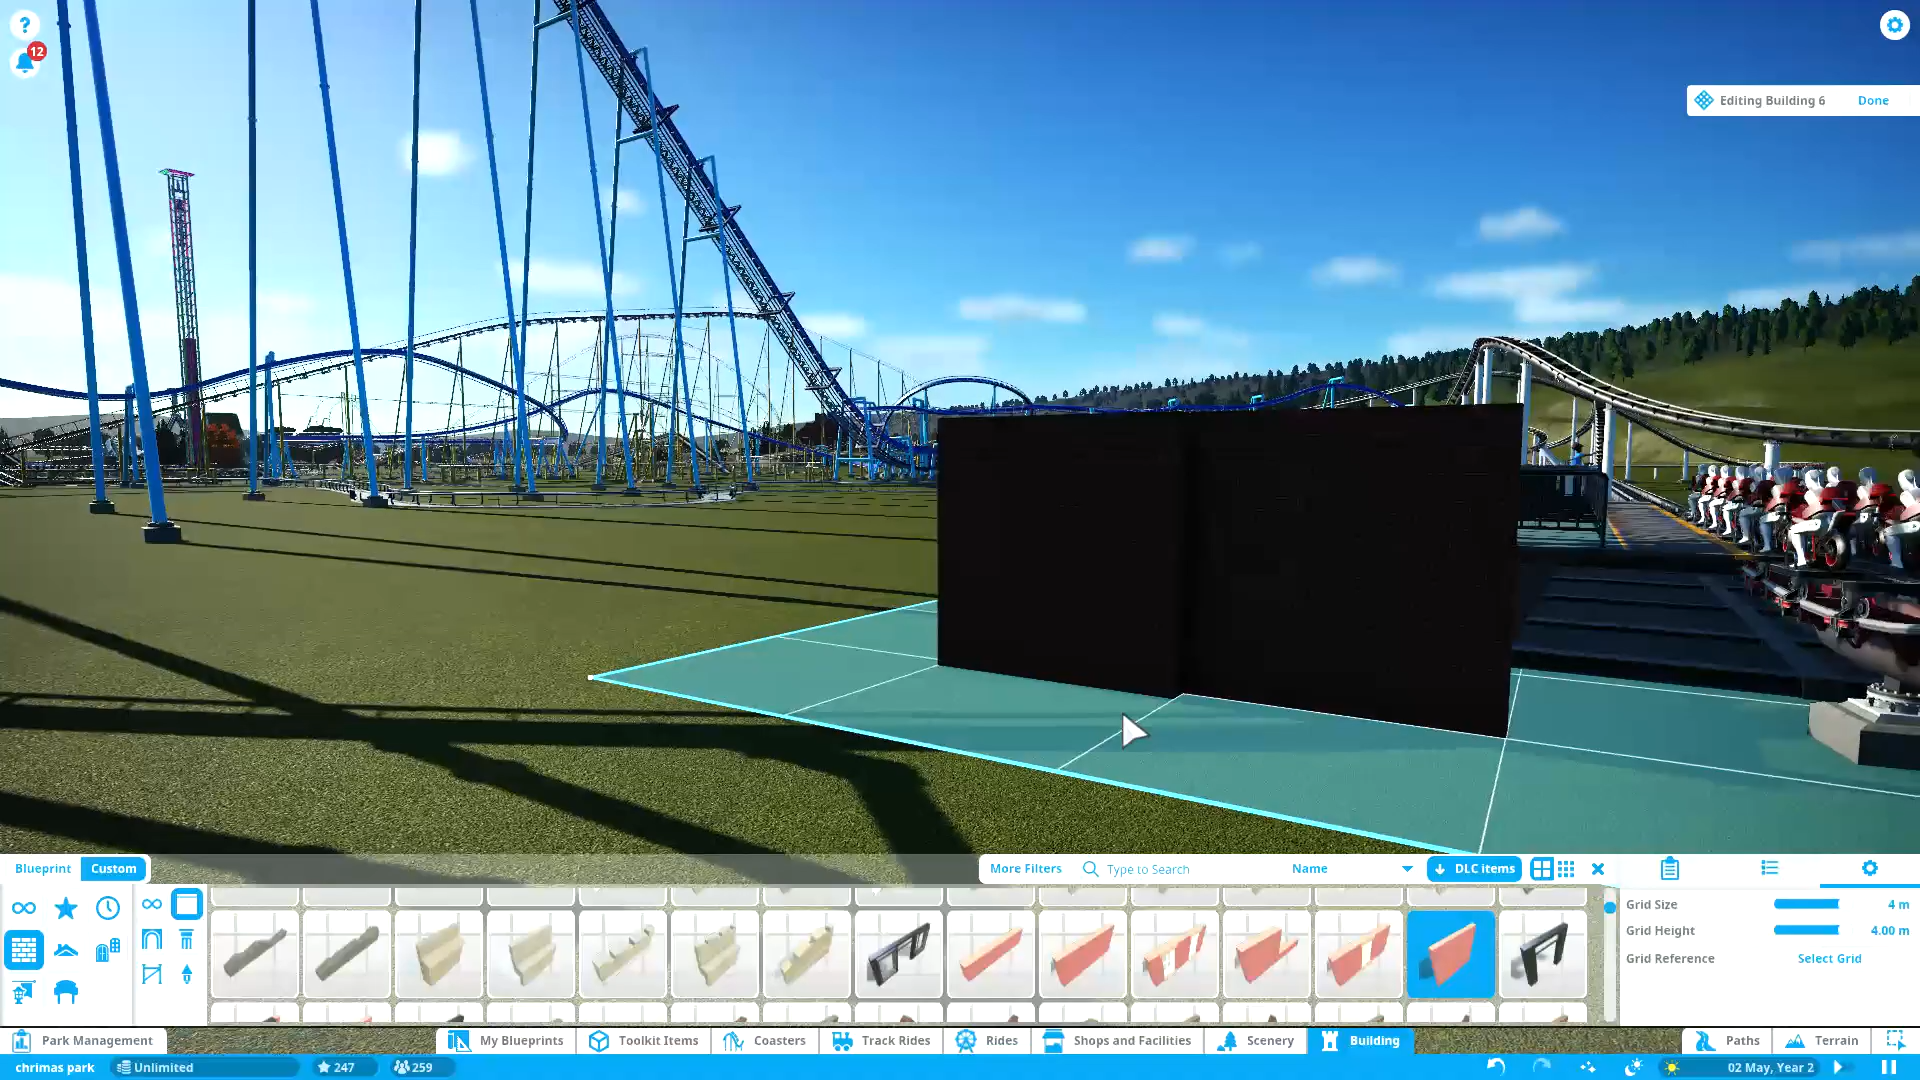 ?
12
Editing Building 6 Done
Blueprint Custom
More Filters Type to Search Name DLC items
Grid Size 4 m
Grid Height 4.00 m
Grid Reference Select Grid
Park Management My Blueprints Toolkit Items Coasters Track Rides Rides Shops and Facilities Scenery Building Paths Terrain
chrimas park Unlimited 247 259 02 May, Year 2